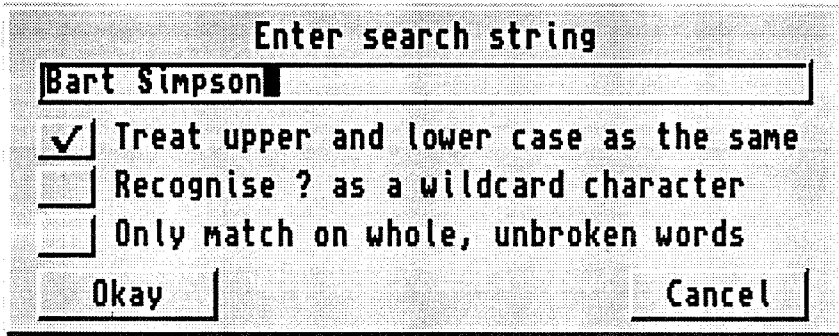 Enter search string
Bart Simpson
Treat upper and lower case as the same
Recognise ? as a wildcard character
Only match on whole, unbroken words
Okay Cancel